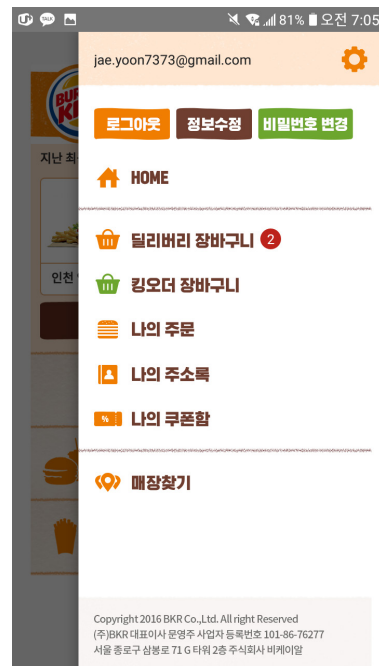 TALK
81% 오전 7:05
jae.yoon7373@gmail.com
로그아웃 정보수정 비밀번호 변경
BUR
KI
지난 최
HOME
딜리버리 장바구니 2
킹오더 장바구니
인천
나의 주문
나의 주소록
% 나의 쿠폰함
매장찾기
Copyright 2016 BKR Co.,Ltd. All right Reserved
(주)BKR 대표이사 문영주 사업자 등록번호 101-86-76277
서울 종로구 삼봉로 71 G 타워 2층 주식회사 비케이알